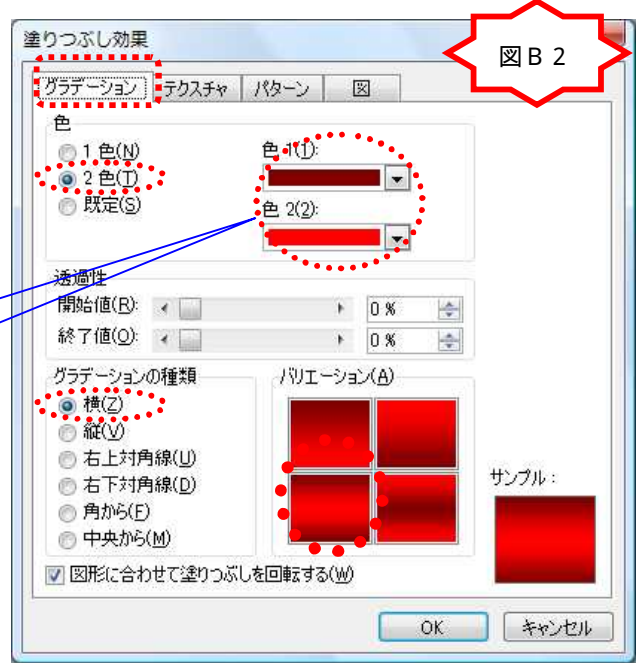 塗りつぶし効果
図B2
グラデーション テクスチャ パターン 図
色
1 色(N)
2 色(T)
既定(S)
色 1(1):
色 2(2):
透過性
開始値(R): 0 %
終了値(O): 0 %
グラデーションの種類
横(Z)
縦(V)
右上対角線(U)
右下対角線(D)
角から(F)
中央から(M)
バリエーション(A)
サンプル:
図形に合わせて塗りつぶしを回転する(W)
OK キャンセル